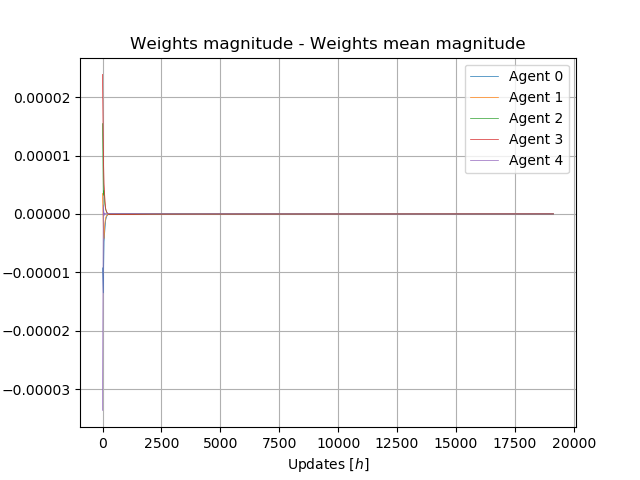 Weights magnitude - Weights mean magnitude
Agent 0
Agent 1
Agent 2
Agent 3
Agent 4
0.00002
0.00001
0.00000
−0.00001
−0.00002
−0.00003
0 2500 5000 7500 10000 12500 15000 17500 20000
Updates [h]